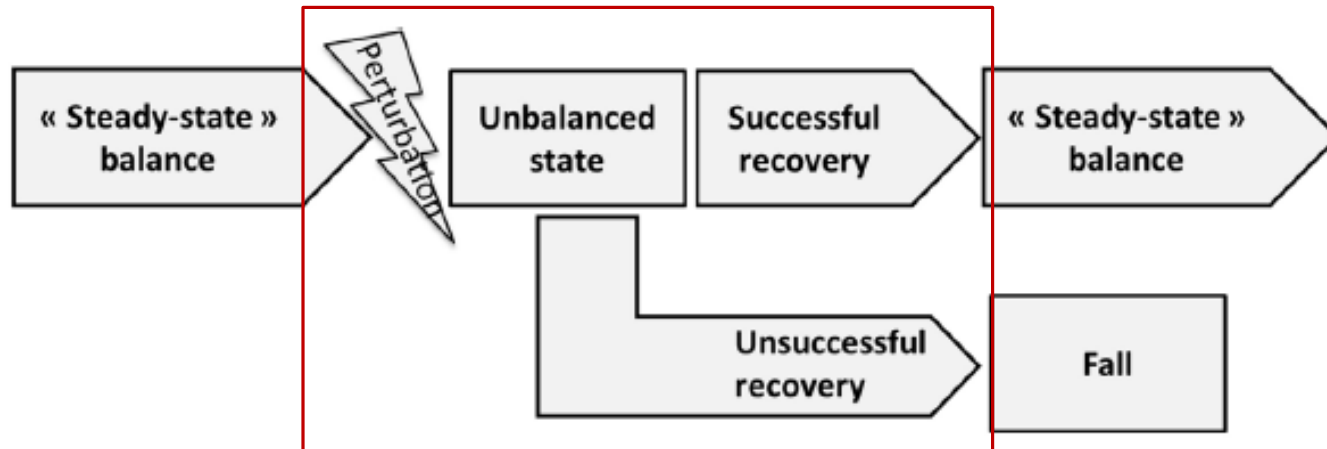 « Steady-state »
balance
Perturbation
Unbalanced
state
Successful
recovery
« Steady-state »
balance
Unsuccessful
recovery
Fall